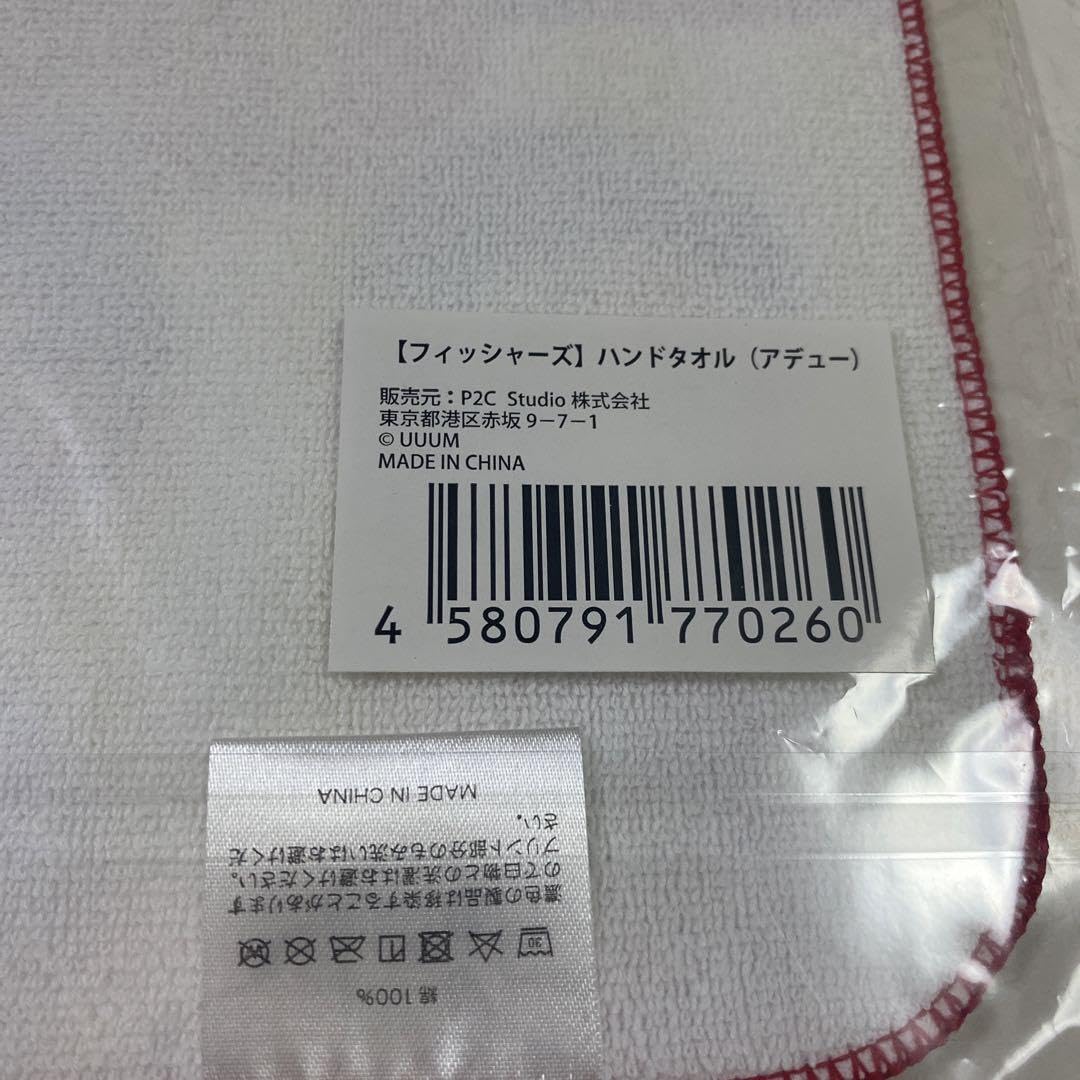 【フィッシャーズ】ハンドタオル（アデュー）
販売元：P2C Studio 株式会社
東京都港区赤坂 9－7－1
© UUUM
MADE IN CHINA
4 580791 770260
綿 100%
30
濃色の製品は移染することがあります
ので白物との洗濯はお避けください。
プリント部分のもみ洗いはお避けくだ
さい。
MADE IN CHINA